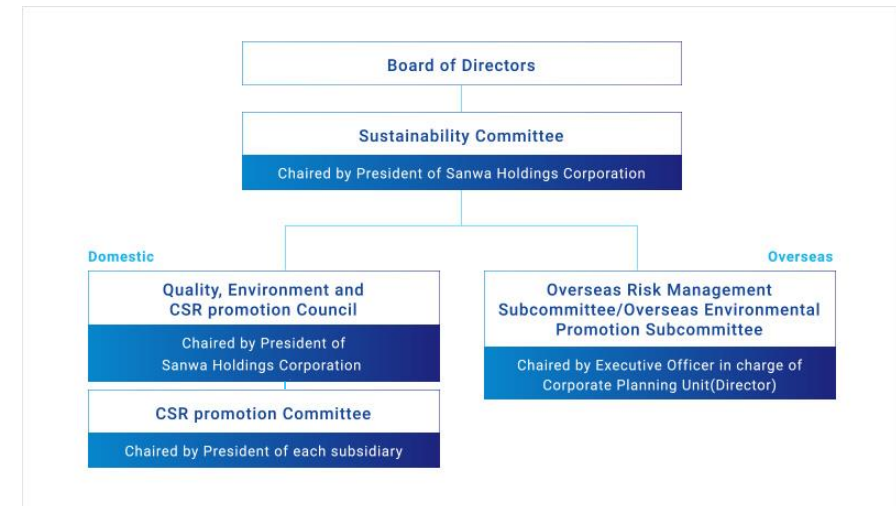 Board of Directors
Sustainability Committee
Chaired by President of Sanwa Holdings Corporation
Domestic
Overseas
Quality, Environment and
CSR promotion Council
Chaired by President of
Sanwa Holdings Corporation
CSR promotion Committee
Chaired by President of each subsidiary
Overseas Risk Management
Subcommittee/Overseas Environmental
Promotion Subcommittee
Chaired by Executive Officer in charge of
Corporate Planning Unit(Director)